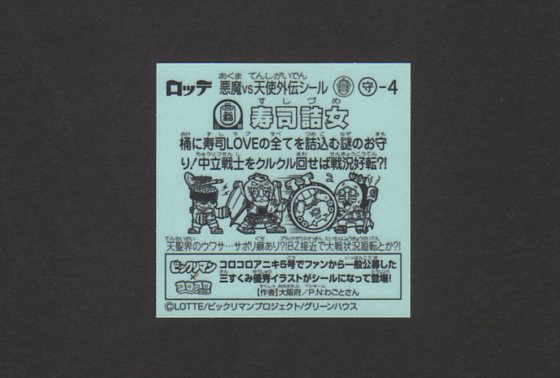 ロッテ 悪魔VS天使外伝シール 守-4
あくま てんしがいでん
すしづめ
寿司詰女
桶に寿司LOVEの全てを詰込む謎のお守
り!中立戦士をクルクル回せば戦況好転?!
天聖界のウワサ…サボリ癖あり?!BZ接近で大戦状況廻転とか?!
ビックリマン×コロコロ
コロコロアニキ5号でファンから一般公募した
三すくみ優秀イラストがシールになって登場!
【作者】大阪府/P.N:わごとさん
©LOTTE/ビックリマンプロジェクト/グリーンハウス